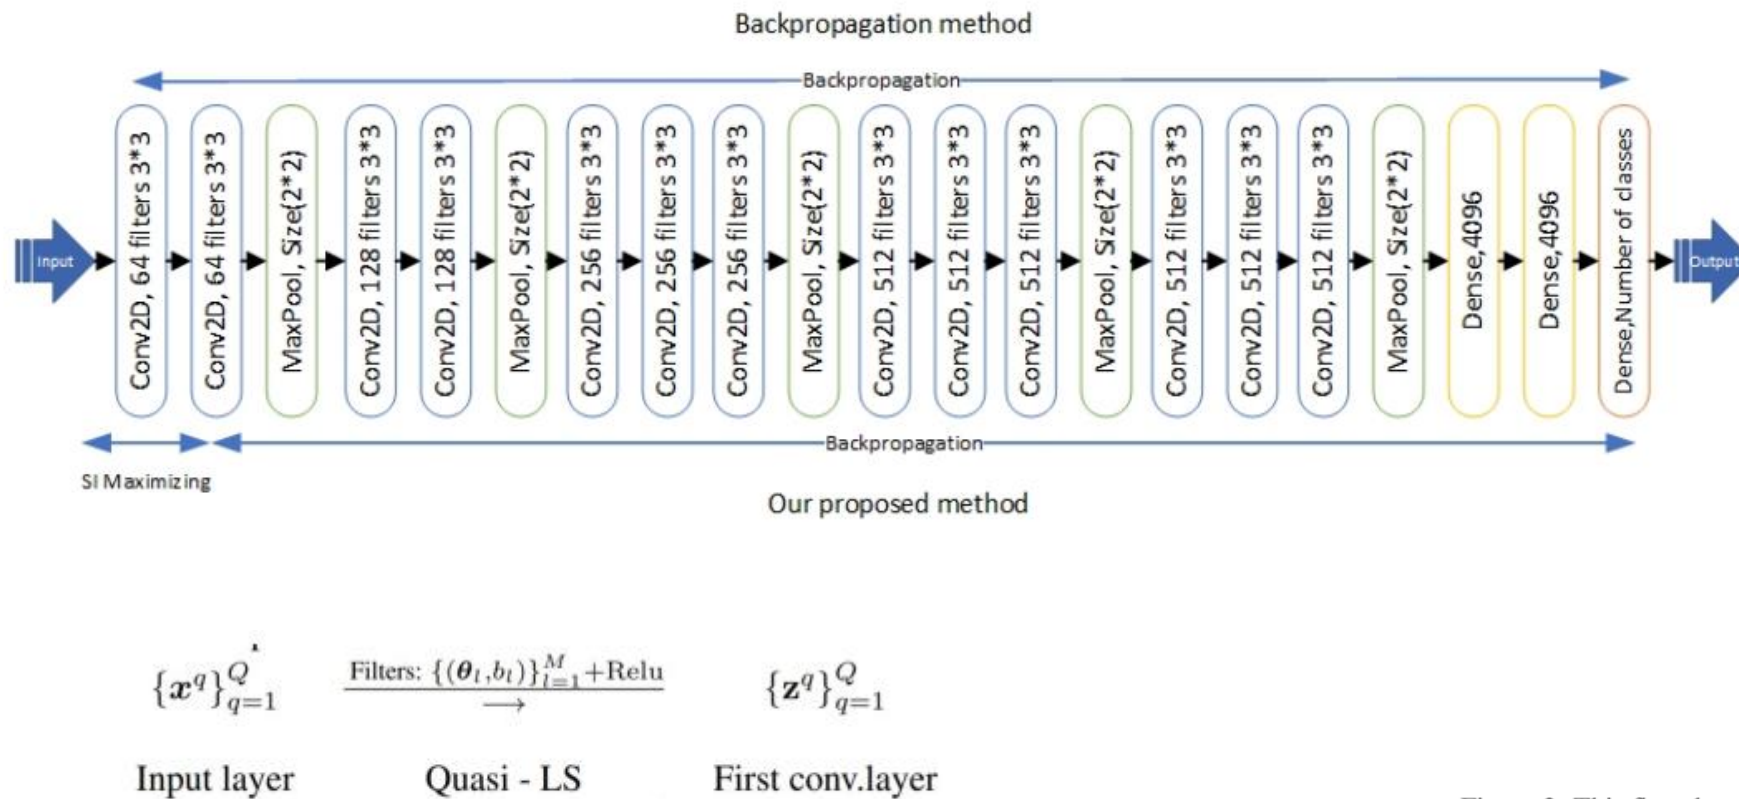 Backpropagation method
Backpropagation
Input
Conv2D, 64 filters 3*3
Conv2D, 64 filters 3*3
MaxPool, Size(2*2)
Conv2D, 128 filters 3*3
Conv2D, 128 filters 3*3
MaxPool, Size(2*2)
Conv2D, 256 filters 3*3
Conv2D, 256 filters 3*3
Conv2D, 256 filters 3*3
MaxPool, Size(2*2)
Conv2D, 512 filters 3*3
Conv2D, 512 filters 3*3
Conv2D, 512 filters 3*3
MaxPool, Size(2*2)
Conv2D, 512 filters 3*3
Conv2D, 512 filters 3*3
Conv2D, 512 filters 3*3
MaxPool, Size(2*2)
Dense,4096
Dense,4096
Dense,Number of classes
Output
Backpropagation
SI Maximizing
Our proposed method
{x^q}_{q=1}^Q Filters: {(θ_l,b_l)}_{l=1}^M+Relu → {z^q}_{q=1}^Q
Input layer Quasi - LS First conv.layer